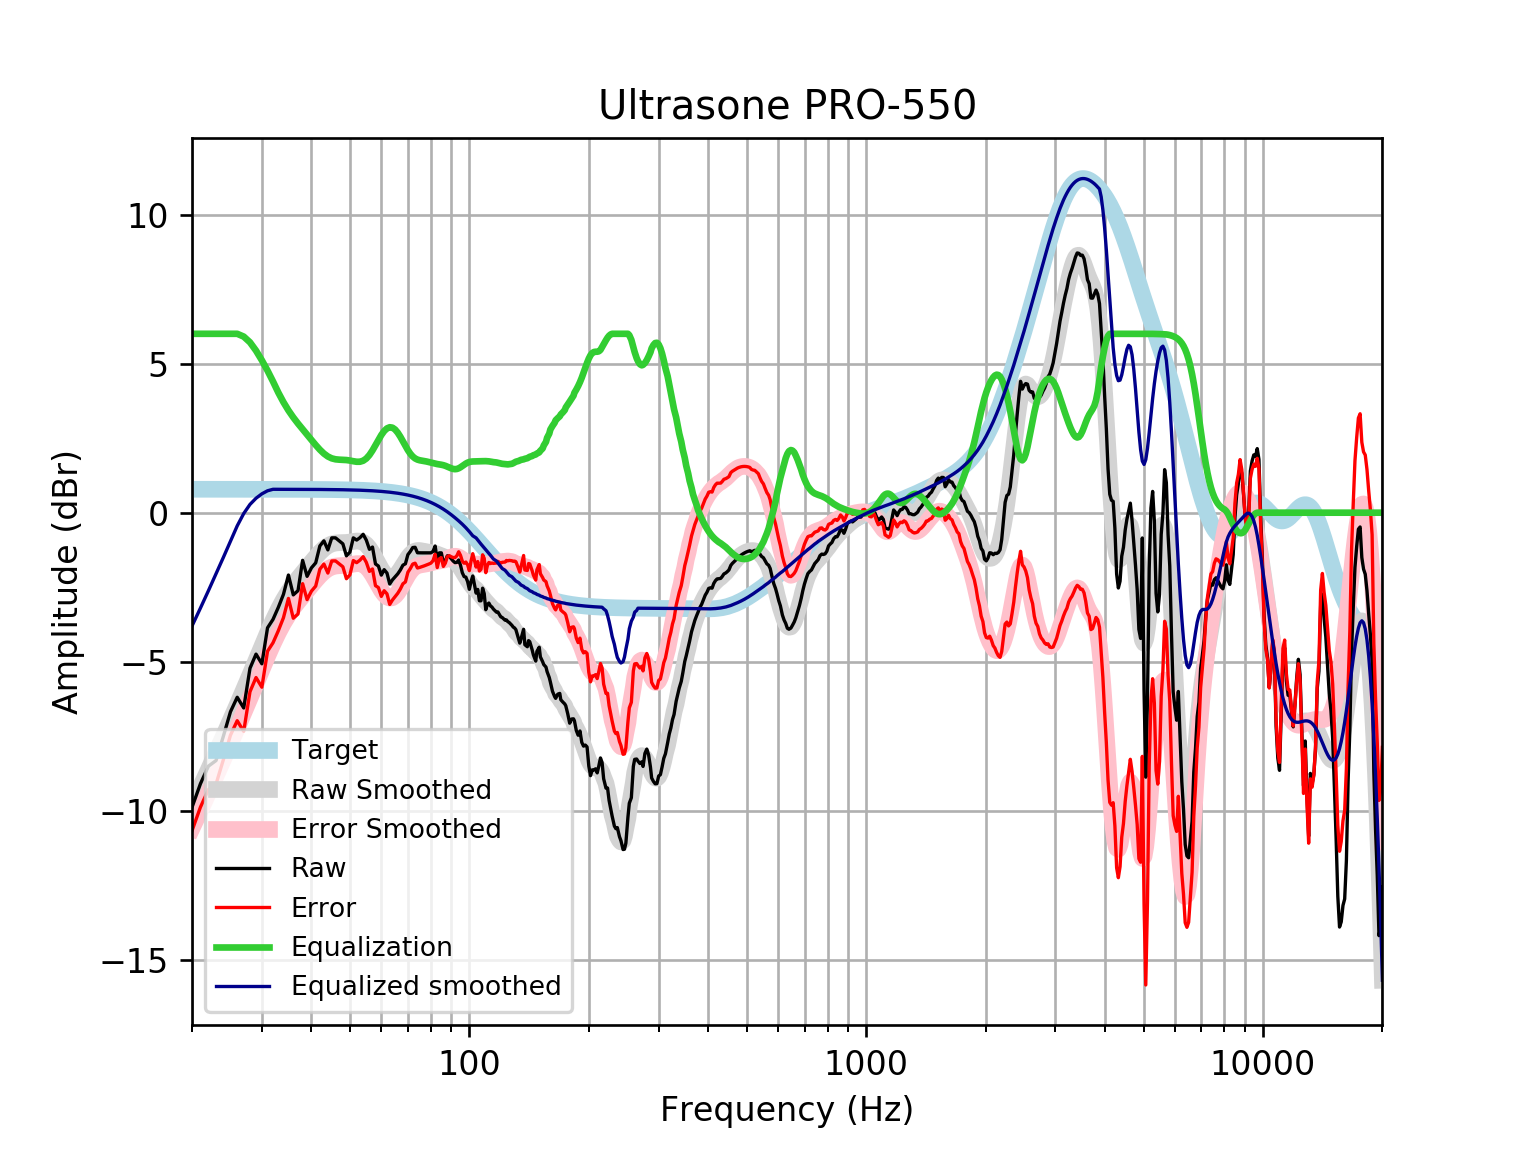 Ultrasone PRO-550
Amplitude (dBr)
10
5
0
−5
−10
−15
Target
Raw Smoothed
Error Smoothed
Raw
Error
Equalization
Equalized smoothed
100
1000
10000
Frequency (Hz)